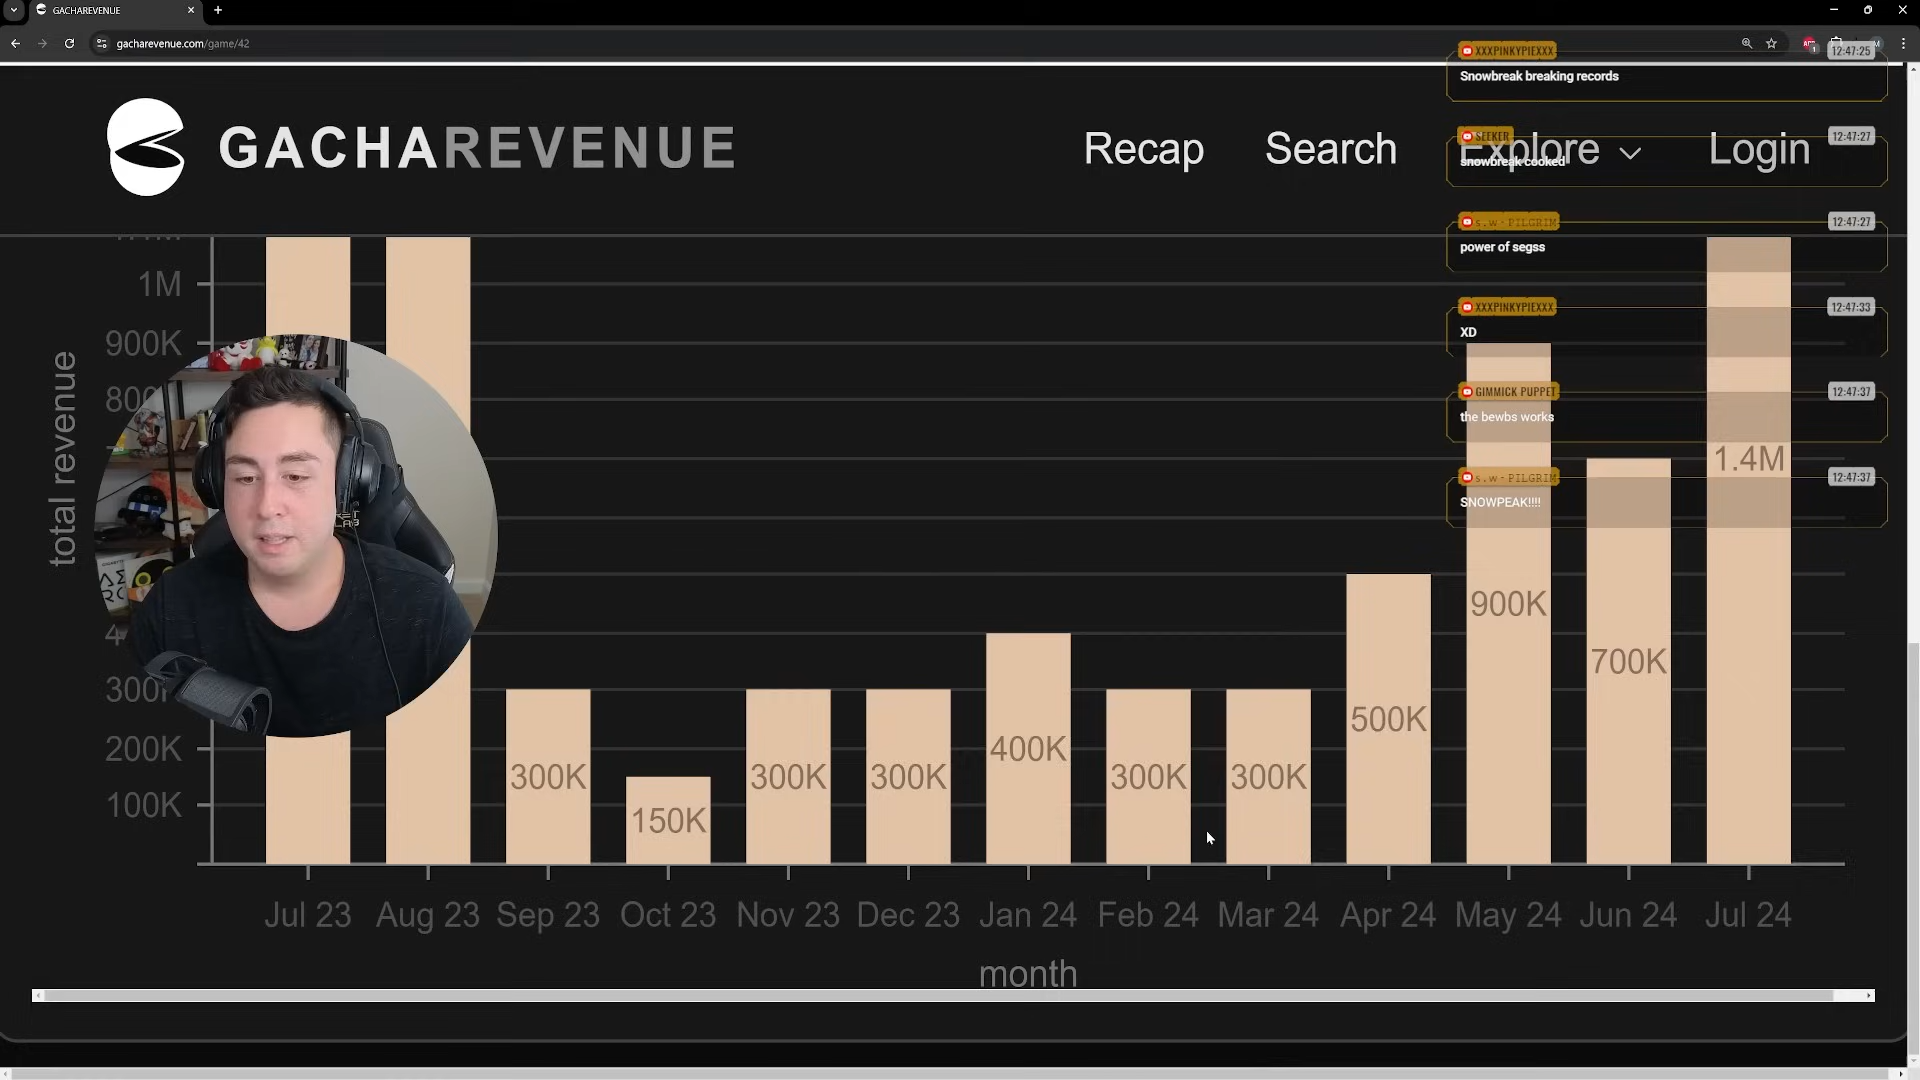 GACHAREVENUE
gacharevenue.com/game/42
GACHAREVENUE
Recap
Search
Explore
Login
XXXPINKYPIEXXX
12:47:25
Snowbreak breaking records
SEEKER
12:47:27
snowbreak cooked
s.w-PILGRIM
12:47:27
power of segss
XXXPINKYPIEXXX
12:47:33
XD
GIMMICK PUPPET
12:47:37
the bewbs works
s.w-PILGRIM
12:47:37
SNOWPEAK!!!!
total revenue
1M
900K
300K
200K
100K
300K
150K
300K
300K
400K
300K
300K
500K
900K
700K
1.4M
Jul 23
Aug 23
Sep 23
Oct 23
Nov 23
Dec 23
Jan 24
Feb 24
Mar 24
Apr 24
May 24
Jun 24
Jul 24
month